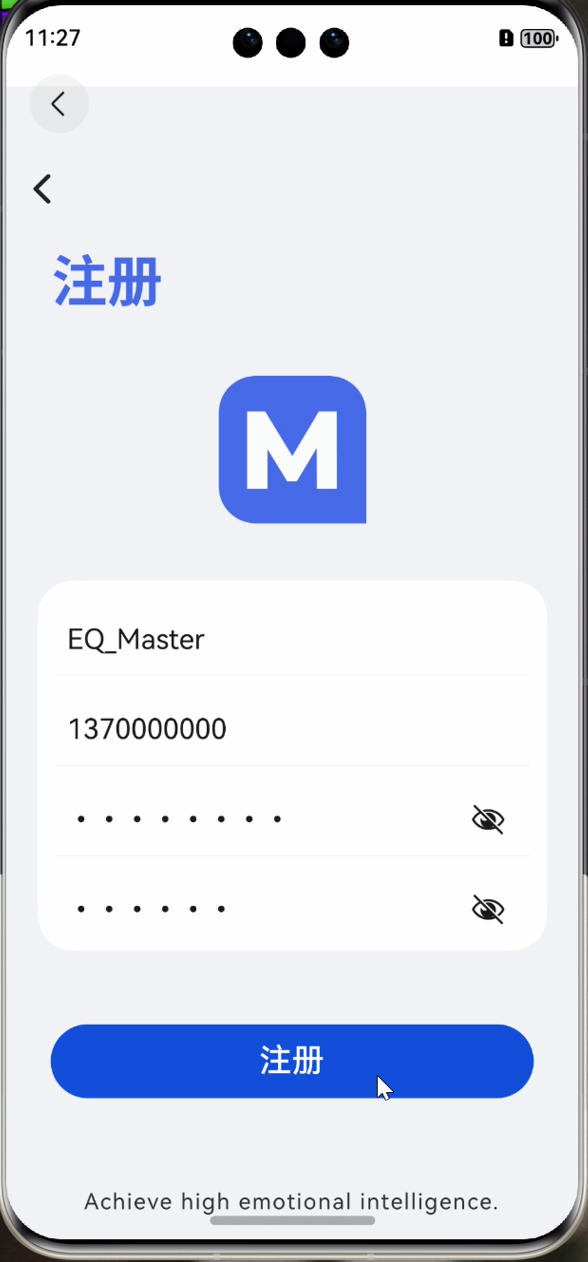 11:27
100
注册
M
EQ_Master
1370000000
注册
Achieve high emotional intelligence.